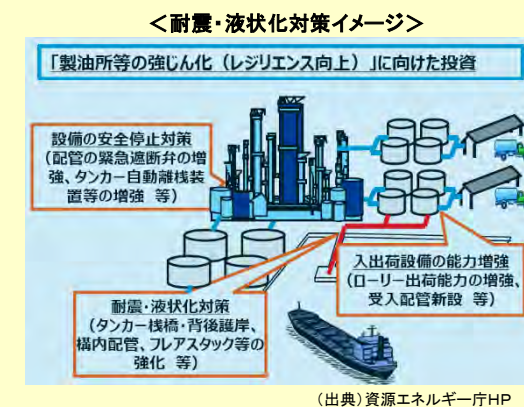 ＜耐震・液状化対策イメージ＞
「製油所等の強じん化（レジリエンス向上）」に向けた投資
設備の安全停止対策
（配管の緊急遮断弁の増
強、タンカー自動離桟装
置等の増強 等）
入出荷設備の能力増強
（ローリー出荷能力の増強、
受入配管新設 等）
耐震・液状化対策
（タンカー桟橋・背後護岸、
構内配管、フレアスタック等の
強化 等）
（出典）資源エネルギー庁HP